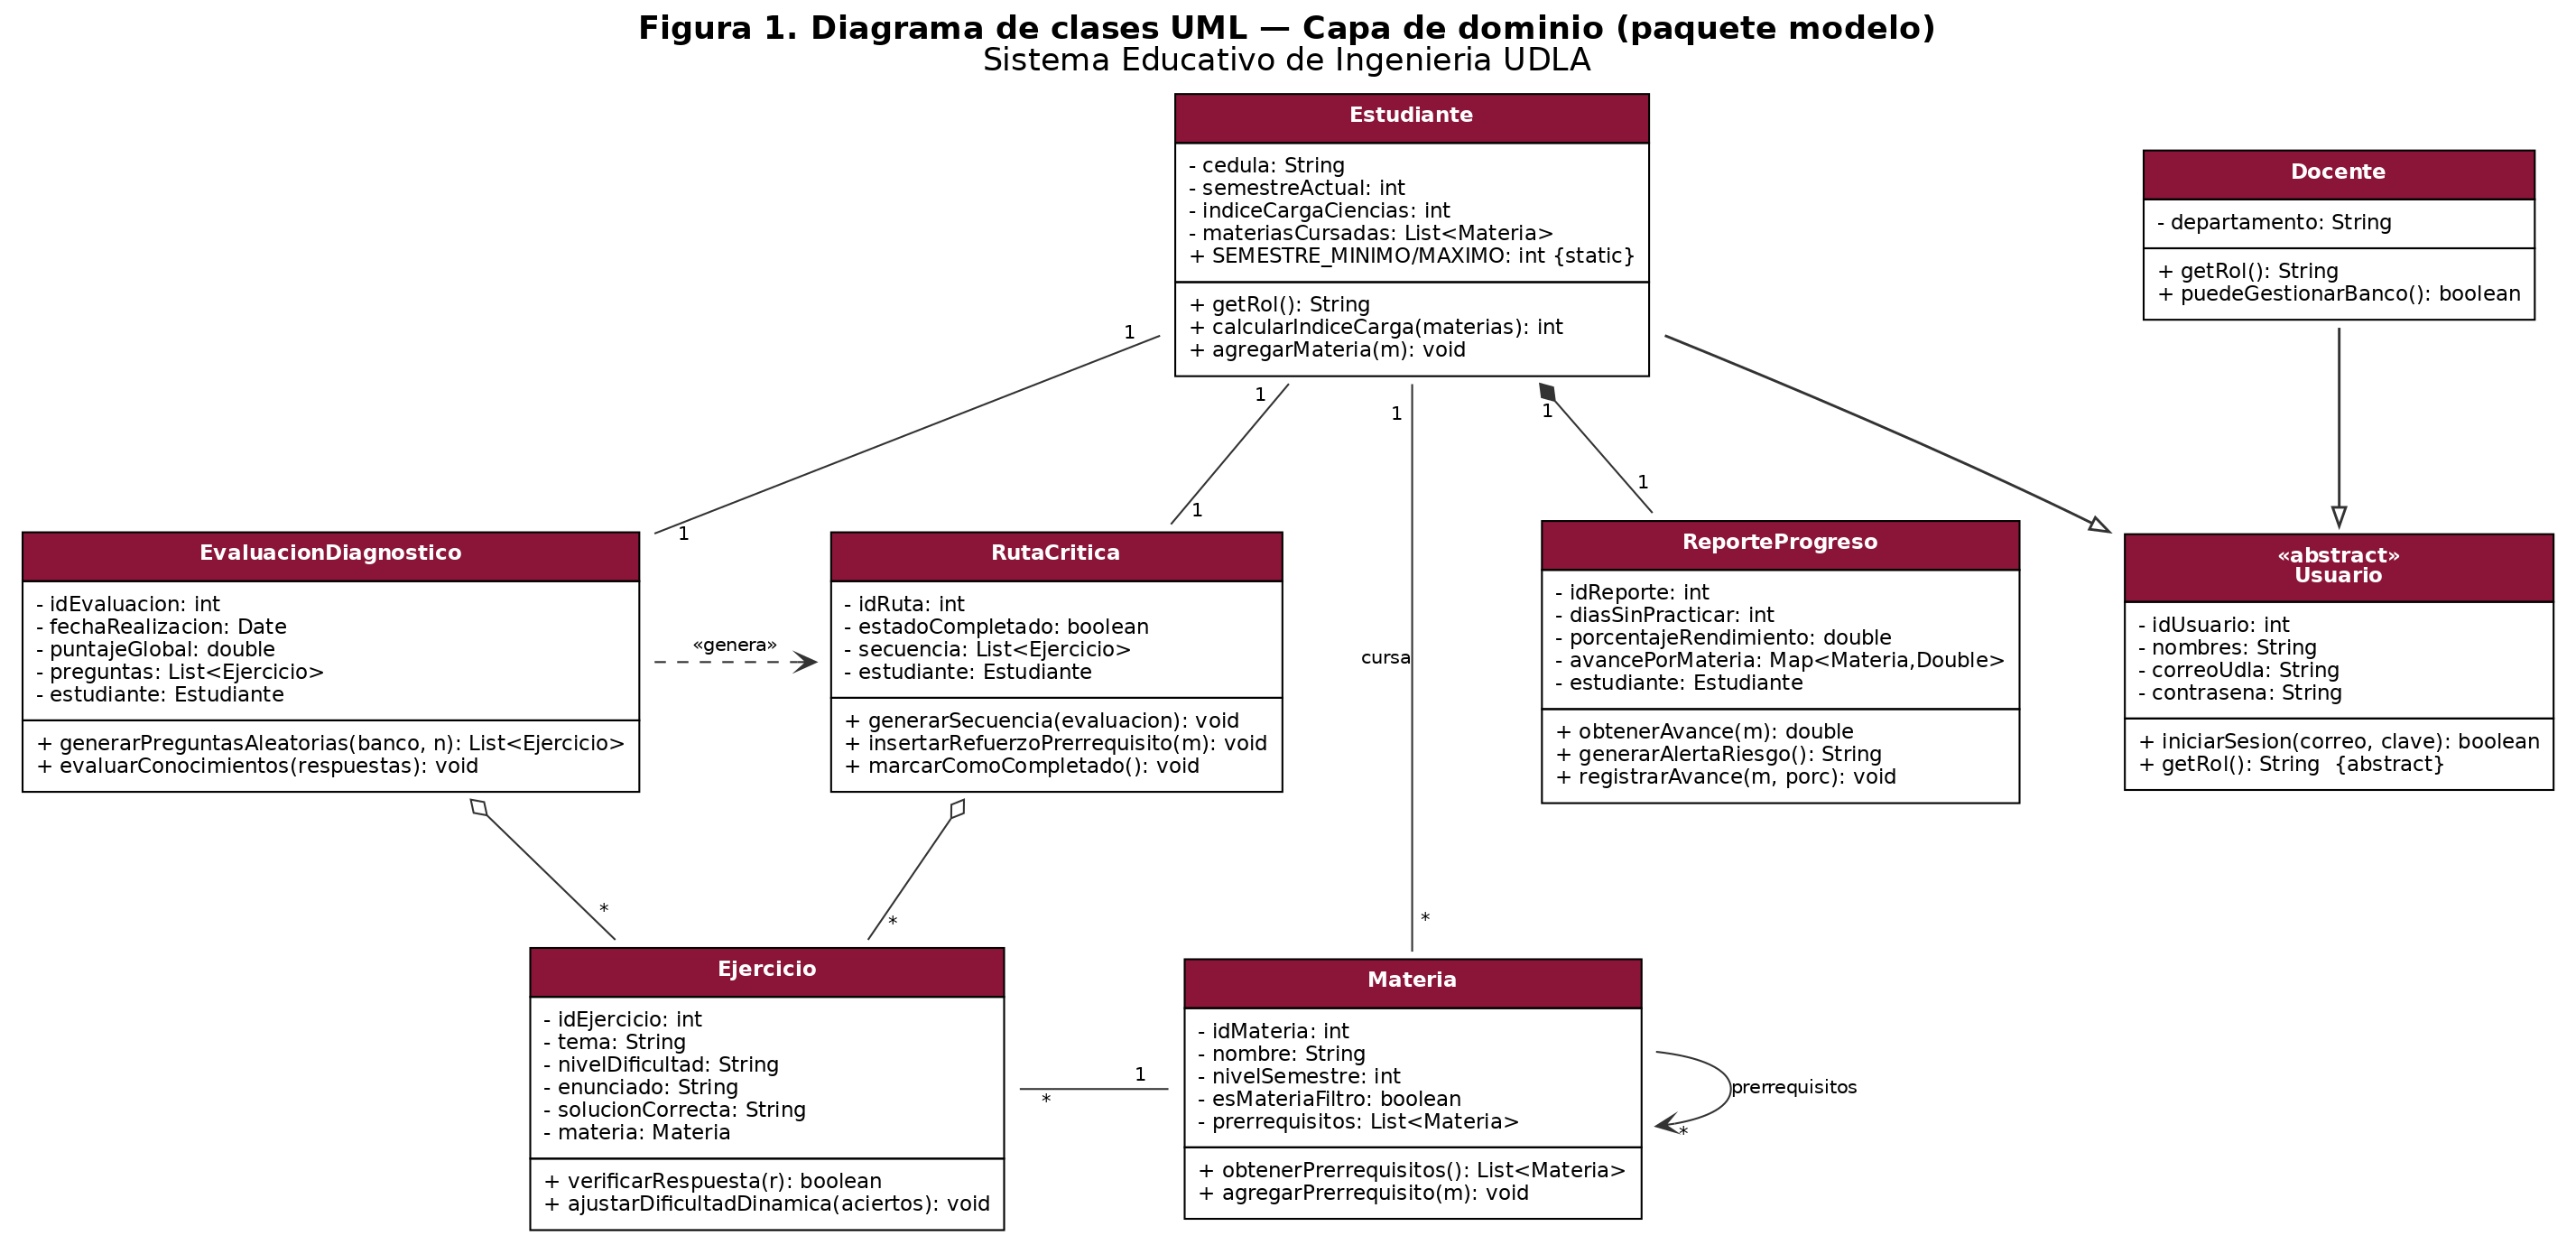 Figura 1. Diagrama de clases UML — Capa de dominio (paquete modelo)
Sistema Educativo de Ingenieria UDLA
Estudiante
- cedula: String
- semestreActual: int
- indiceCargaCiencias: int
- materiasCursadas: List<Materia>
+ SEMESTRE_MINIMO/MAXIMO: int {static}
+ getRol(): String
+ calcularIndiceCarga(materias): int
+ agregarMateria(m): void
Docente
- departamento: String
+ getRol(): String
+ puedeGestionarBanco(): boolean
1
1
1
1
1
1
1
EvaluacionDiagnostico
- idEvaluacion: int
- fechaRealizacion: Date
- puntajeGlobal: double
- preguntas: List<Ejercicio>
- estudiante: Estudiante
+ generarPreguntasAleatorias(banco, n): List<Ejercicio>
+ evaluarConocimientos(respuestas): void
«genera»
RutaCritica
- idRuta: int
- estadoCompletado: boolean
- secuencia: List<Ejercicio>
- estudiante: Estudiante
+ generarSecuencia(evaluacion): void
+ insertarRefuerzoPrerrequisito(m): void
+ marcarComoCompletado(): void
cursa
ReporteProgreso
- idReporte: int
- diasSinPracticar: int
- porcentajeRendimiento: double
- avancePorMateria: Map<Materia,Double>
- estudiante: Estudiante
+ obtenerAvance(m): double
+ generarAlertaRiesgo(): String
+ registrarAvance(m, porc): void
«abstract»
Usuario
- idUsuario: int
- nombres: String
- correoUdla: String
- contrasena: String
+ iniciarSesion(correo, clave): boolean
+ getRol(): String {abstract}
*
*
*
Ejercicio
- idEjercicio: int
- tema: String
- nivelDificultad: String
- enunciado: String
- solucionCorrecta: String
- materia: Materia
+ verificarRespuesta(r): boolean
+ ajustarDificultadDinamica(aciertos): void
1
*
Materia
- idMateria: int
- nombre: String
- nivelSemestre: int
- esMateriaFiltro: boolean
- prerrequisitos: List<Materia>
+ obtenerPrerrequisitos(): List<Materia>
+ agregarPrerrequisito(m): void
prerrequisitos
*